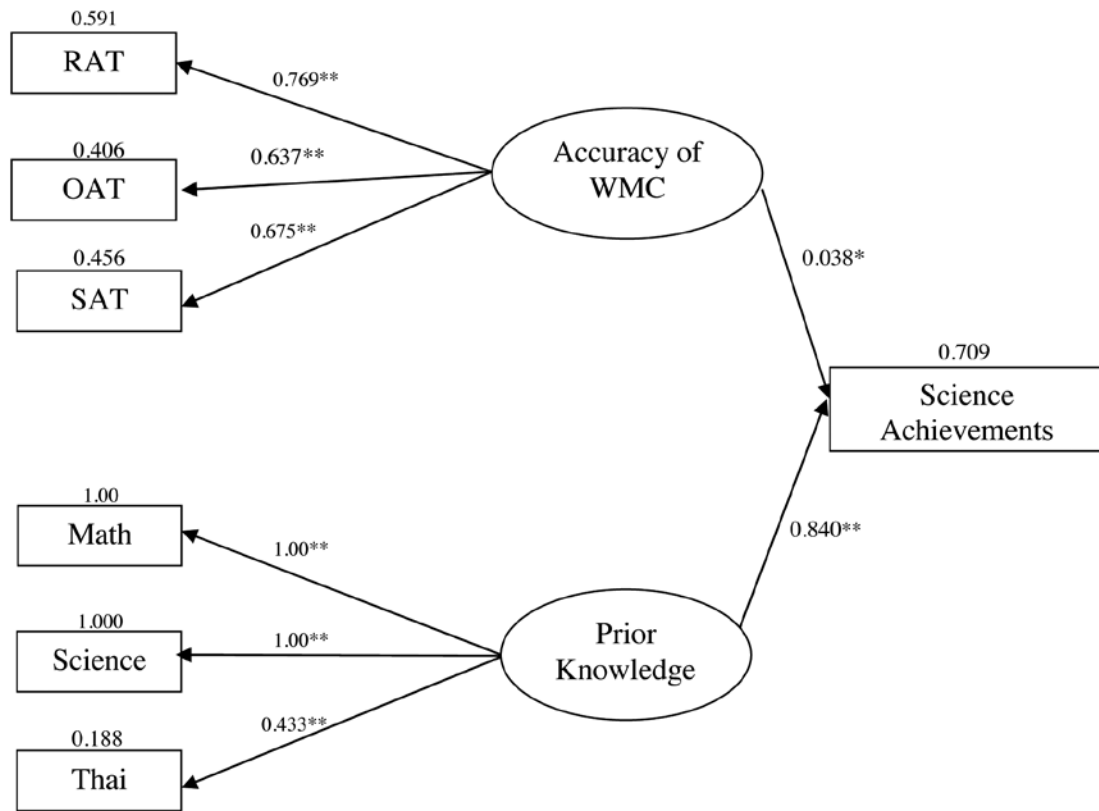 0.591
RAT
0.769**
0.406
OAT
0.637**
0.675**
0.456
SAT
Accuracy of
WMC
0.038*
0.709
Science
Achievements
1.00
Math
1.00**
0.840**
1.000
Science
1.00**
Prior
Knowledge
0.433**
0.188
Thai